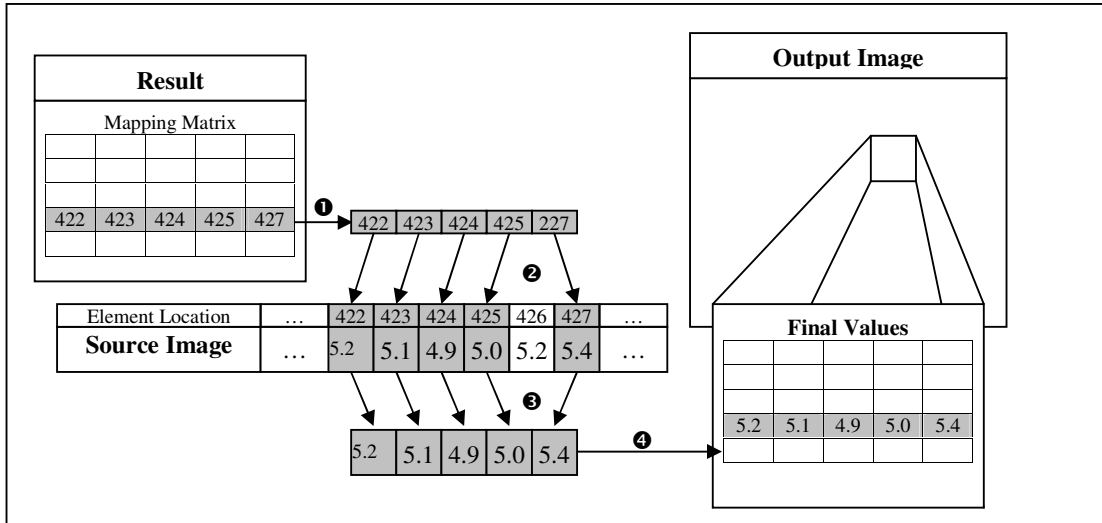 Result
Mapping Matrix
422 423 424 425 427
❶
422 423 424 425 227
❷
Element Location … 422 423 424 425 426 427 …
Source Image … 5.2 5.1 4.9 5.0 5.2 5.4 …
❸
5.2 5.1 4.9 5.0 5.4
❹
Output Image
Final Values
5.2 5.1 4.9 5.0 5.4